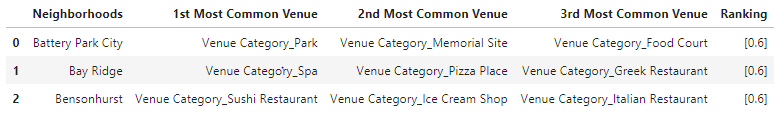 Neighborhoods 1st Most Common Venue 2nd Most Common Venue 3rd Most Common Venue Ranking
0 Battery Park City Venue Category_Park Venue Category_Memorial Site Venue Category_Food Court [0.6]
1 Bay Ridge Venue Category_Spa Venue Category_Pizza Place Venue Category_Greek Restaurant [0.6]
2 Bensonhurst Venue Category_Sushi Restaurant Venue Category_Ice Cream Shop Venue Category_Italian Restaurant [0.6]